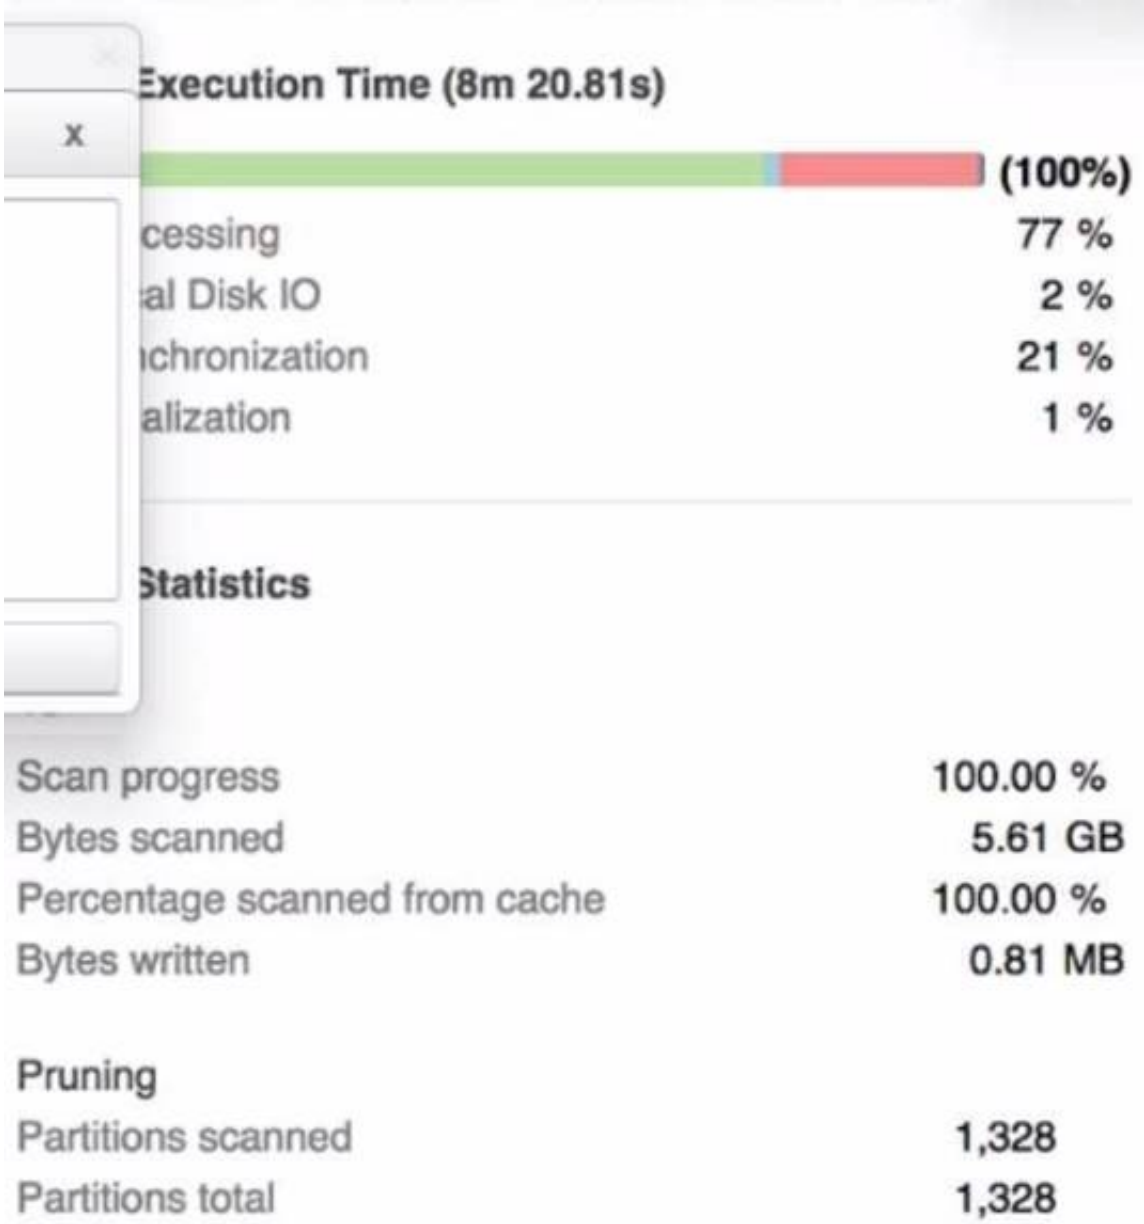 Execution Time (8m 20.81s)
x
(100%)
cessing 77 %
al Disk IO 2 %
chronization 21 %
alization 1 %
Statistics
Scan progress 100.00 %
Bytes scanned 5.61 GB
Percentage scanned from cache 100.00 %
Bytes written 0.81 MB
Pruning
Partitions scanned 1,328
Partitions total 1,328